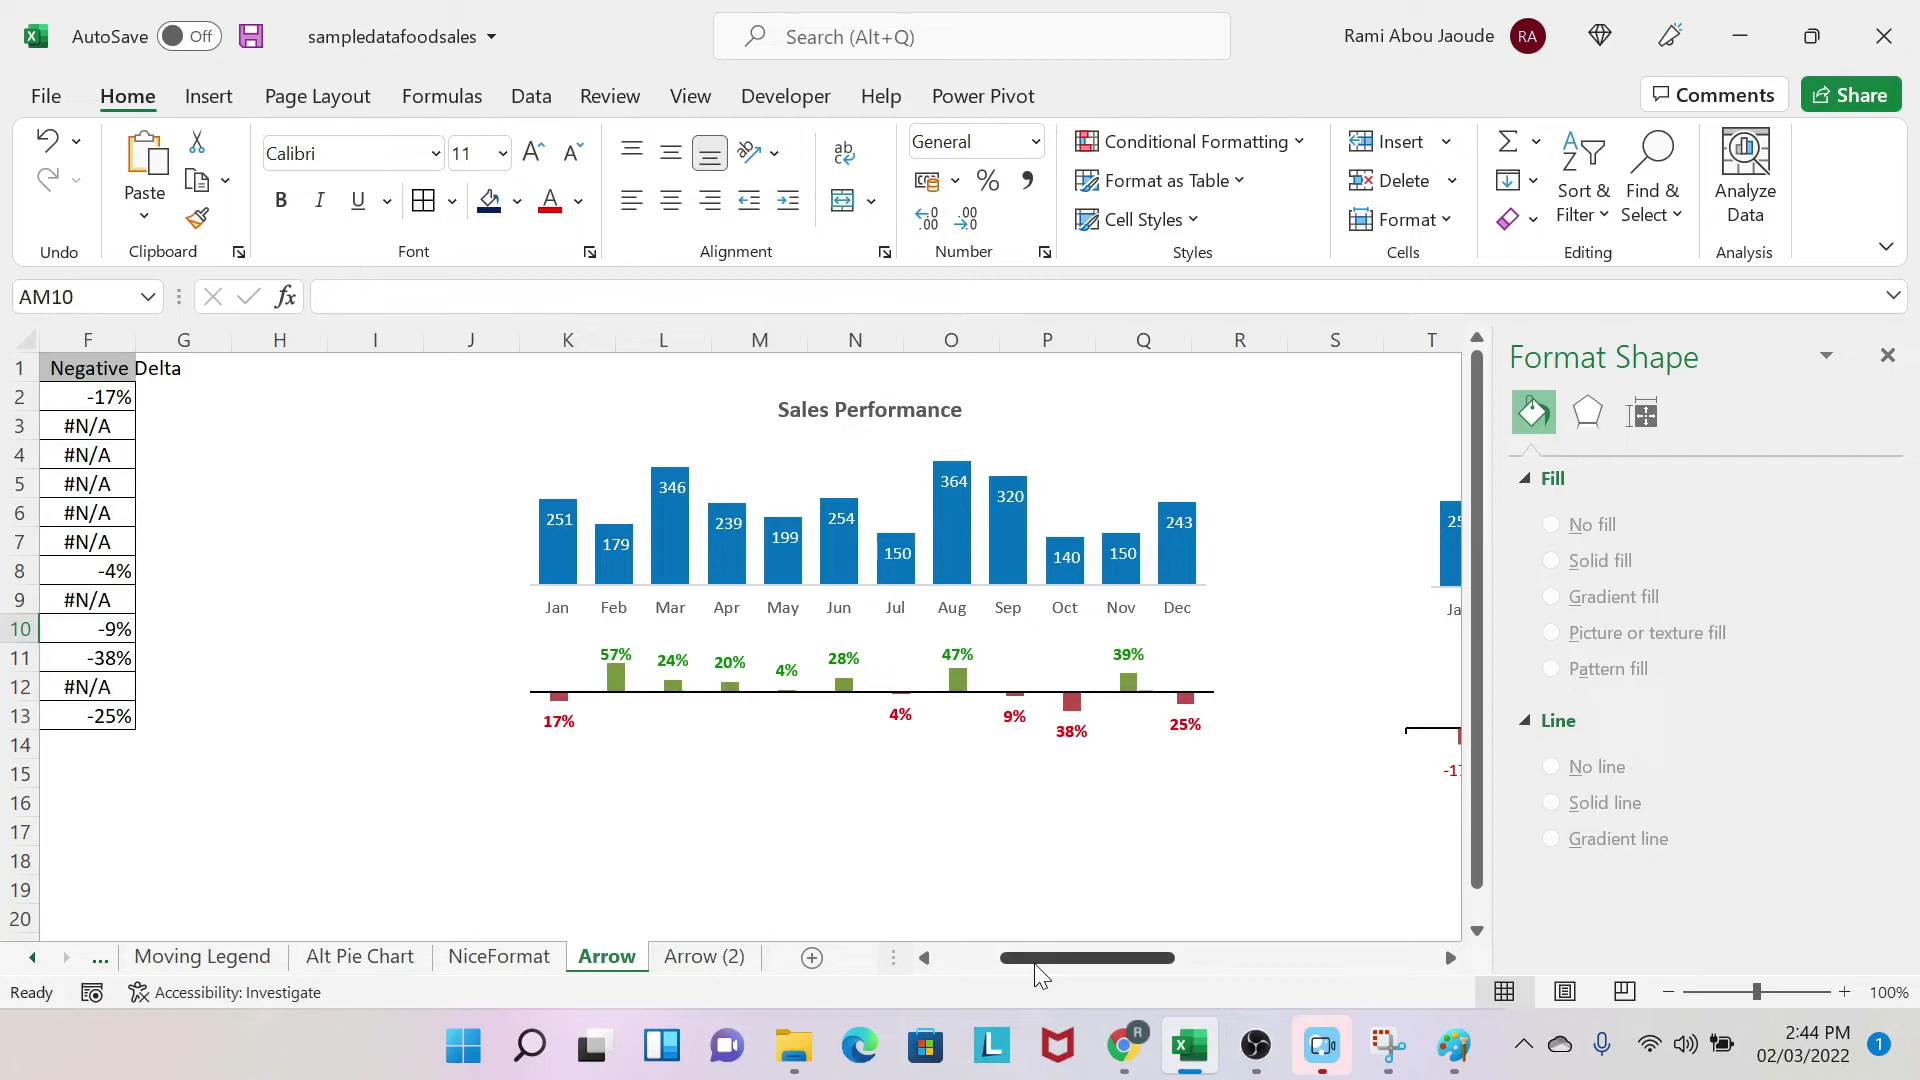 AutoSave Off sampledatafoodsales Search (Alt+Q) Rami Abou Jaoude RA
File Home Insert Page Layout Formulas Data Review View Developer Help Power Pivot Comments Share
Calibri 11 General Conditional Formatting Insert
Paste Format as Table Delete Sort & Filter Find & Select Analyze Data
B I U Cell Styles Format
Undo Clipboard Font Alignment Number Styles Cells Editing Analysis
AM10 fx
F G H I J K L M N O P Q R S T
1 Negative Delta
2 -17%
3 #N/A
4 #N/A
5 #N/A
6 #N/A
7 #N/A
8 -4%
9 #N/A
10 -9%
11 -38%
12 #N/A
13 -25%
14
15
16
17
18
19
20
Sales Performance
251 179 346 239 199 254 150 364 320 140 150 243
Jan Feb Mar Apr May Jun Jul Aug Sep Oct Nov Dec
57% 24% 20% 4% 28% 47% 39%
17% 4% 9% 38% 25%
25
Ja
-17
Format Shape
Fill
No fill
Solid fill
Gradient fill
Picture or texture fill
Pattern fill
Line
No line
Solid line
Gradient line
... Moving Legend Alt Pie Chart NiceFormat Arrow Arrow (2)
Ready Accessibility: Investigate 100%
2:44 PM
02/03/2022
1